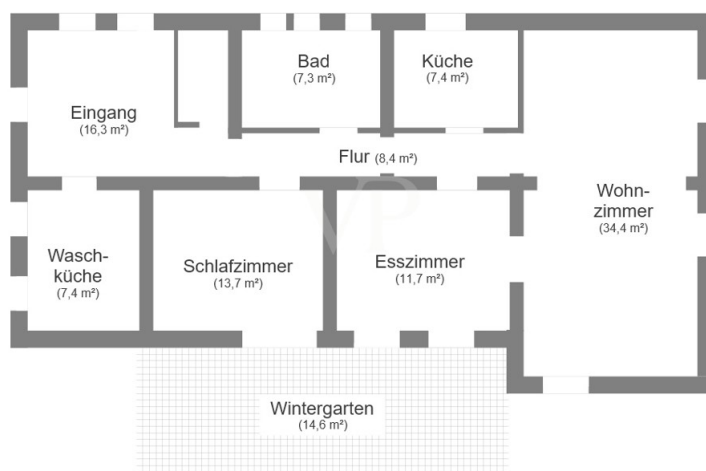 Bad
(7,3 m²)
Küche
(7,4 m²)
Eingang
(16,3 m²)
Flur (8,4 m²)
Wohn-
zimmer
(34,4 m²)
Wasch-
küche
(7,4 m²)
Schlafzimmer
(13,7 m²)
Esszimmer
(11,7 m²)
VP
Wintergarten
(14,6 m²)